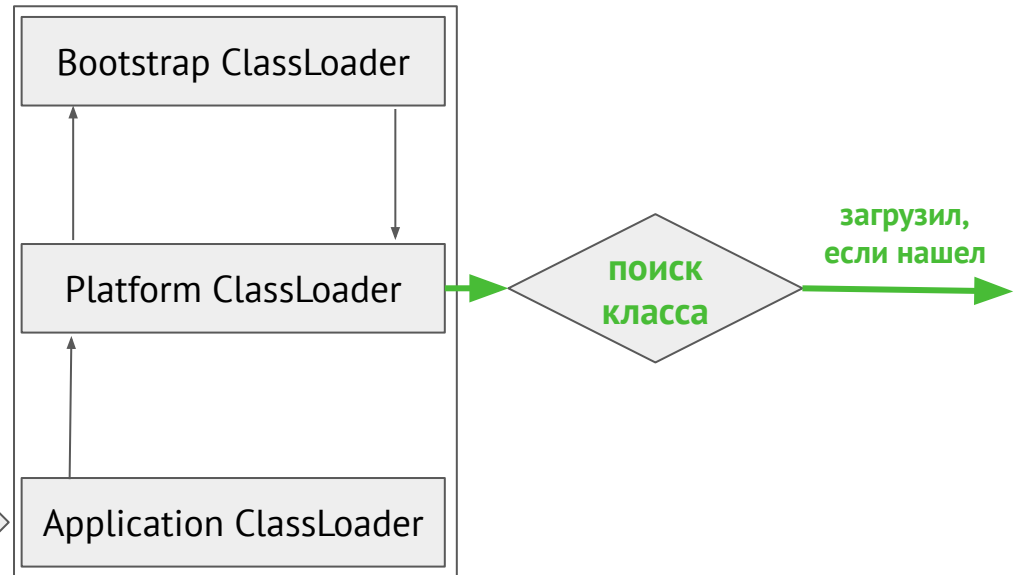 Bootstrap ClassLoader
Platform ClassLoader
поиск
класса
загрузил,
если нашел
Application ClassLoader